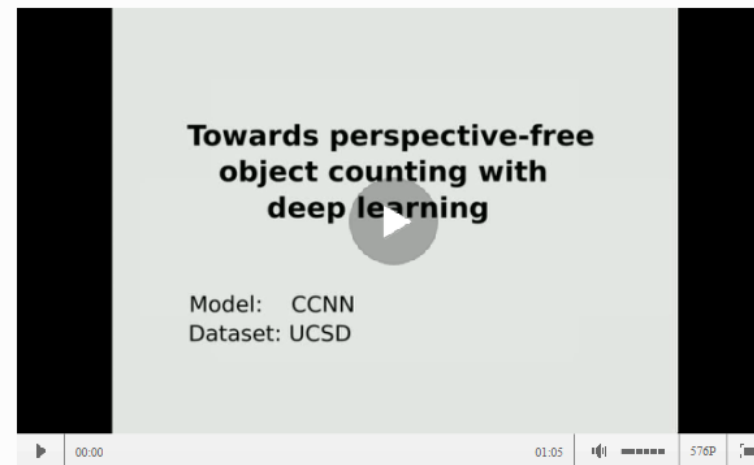 Towards perspective-free
object counting with
deep learning
Model: CCNN
Dataset: UCSD
00:00
01:05
576P